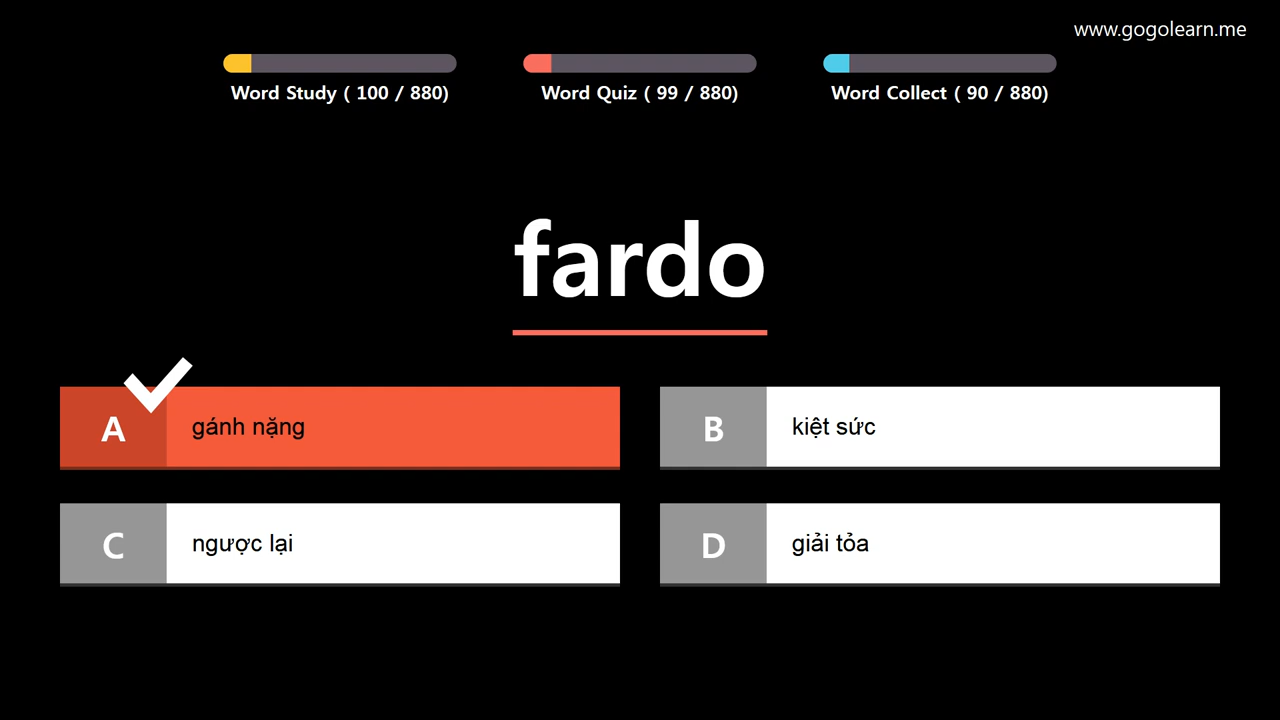 www.gogolearn.me
Word Study ( 100 / 880)
Word Quiz ( 99 / 880)
Word Collect ( 90 / 880)
fardo
A
gánh nặng
B
kiệt sức
C
ngược lại
D
giải tỏa